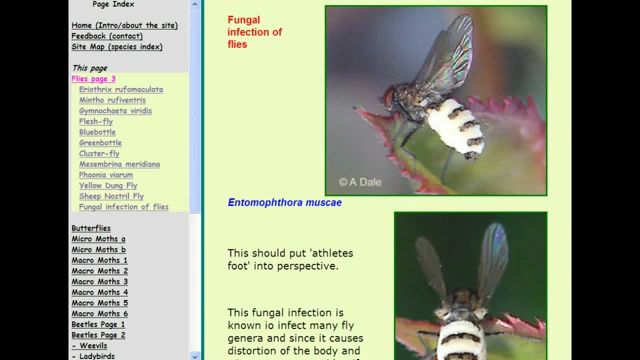 Page Index
Home (Intro/about the site)
Feedback (contact)
Site Map (species index)
This page
Flies page 3
Eriothrix rufomaculata
Mintho rufiventris
Gymnochaeta viridis
Flesh-fly
Bluebottle
Greenbottle
Cluster-fly
Mesembrina meridiana
Phaonia viarum
Yellow Dung Fly
Sheep Nostril Fly
Fungal infection of flies
Butterflies
Micro Moths a
Micro Moths b
Macro Moths 1
Macro Moths 2
Macro Moths 3
Macro Moths 4
Macro Moths 5
Macro Moths 6
Beetles Page 1
Beetles Page 2
- Weevils
- Ladybirds
Fungal
infection of
flies
© A Dale
Entomophthora muscae
This should put 'athletes
foot' into perspective.
This fungal infection is
known io infect many fly
genera and since it causes
distortion of the body and